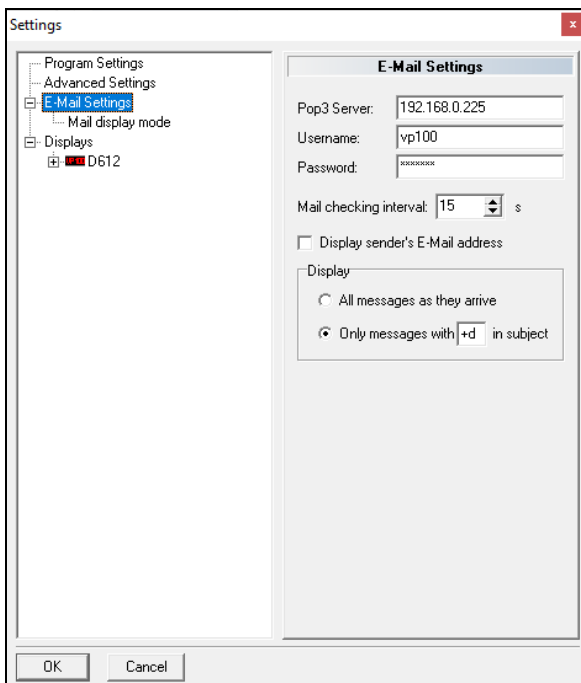 Settings
x
Program Settings
Advanced Settings
E-Mail Settings
Mail display mode
Displays
D612
E-Mail Settings
Pop3 Server: 192.168.0.225
Username: vp100
Password: xxxxxxx
Mail checking interval: 15 s
Display sender's E-Mail address
Display
All messages as they arrive
Only messages with +d in subject
OK Cancel